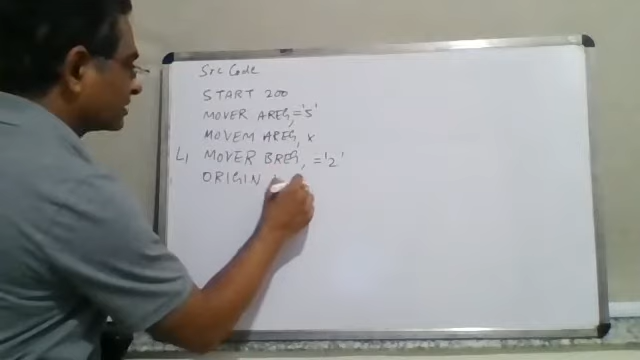 Src Code
START 200
MOVER AREG, ='5'
MOVEM AREG, X
L1 MOVER BREG, ='2'
ORIGIN